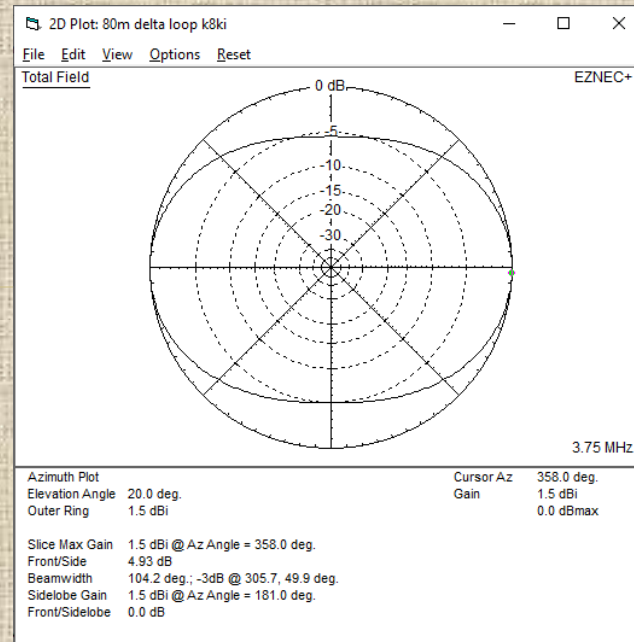 2D Plot: 80m delta loop k8ki
File Edit View Options Reset
Total Field
EZNEC+
0 dB
-5
-10
-15
-20
-30
3.75 MHz
Azimuth Plot
Elevation Angle 20.0 deg.
Outer Ring 1.5 dBi
Cursor Az 358.0 deg.
Gain 1.5 dBi
0.0 dBmax
Slice Max Gain 1.5 dBi @ Az Angle = 358.0 deg.
Front/Side 4.93 dB
Beamwidth 104.2 deg.; -3dB @ 305.7, 49.9 deg.
Sidelobe Gain 1.5 dBi @ Az Angle = 181.0 deg.
Front/Sidelobe 0.0 dB